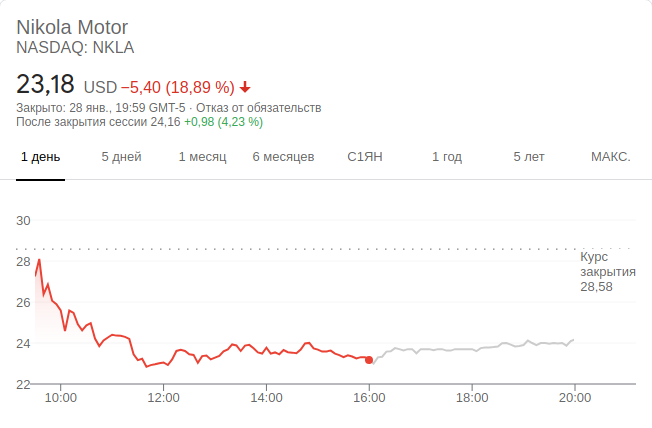 Nikola Motor
NASDAQ: NKLA
23,18 USD −5,40 (18,89 %)
Закрыто: 28 янв., 19:59 GMT-5 · Отказ от обязательств
После закрытия сессии 24,16 +0,98 (4,23 %)
1 день 5 дней 1 месяц 6 месяцев С1ЯН 1 год 5 лет МАКС.
30
28
26
24
22
Курс
закрытия
28,58
10:00 12:00 14:00 16:00 18:00 20:00